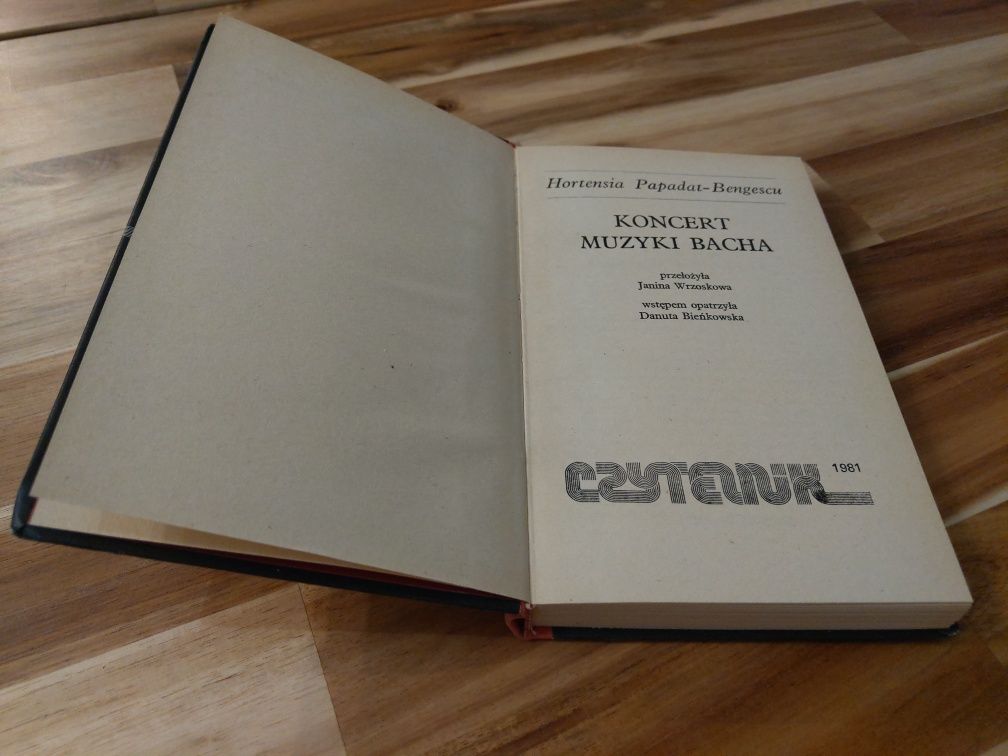 Hortensia Papadat-Bengescu
KONCERT
MUZYKI BACHA
przełożyła
Janina Wrzoskowa
wstępem opatrzyła
Danuta Bieńkowska
CZYTELNIK 1981